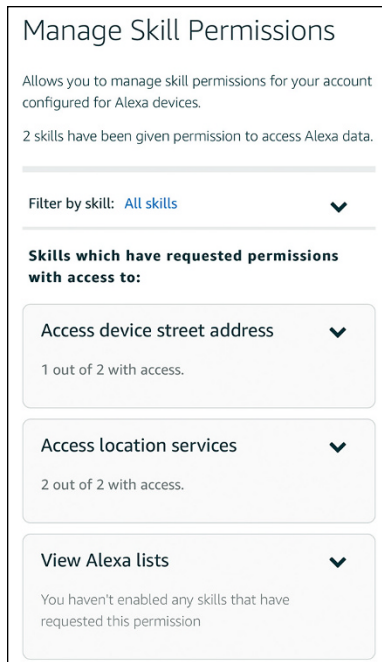 Manage Skill Permissions
Allows you to manage skill permissions for your account
configured for Alexa devices.
2 skills have been given permission to access Alexa data.
Filter by skill: All skills
Skills which have requested permissions
with access to:
Access device street address
1 out of 2 with access.
Access location services
2 out of 2 with access.
View Alexa lists
You haven't enabled any skills that have
requested this permission